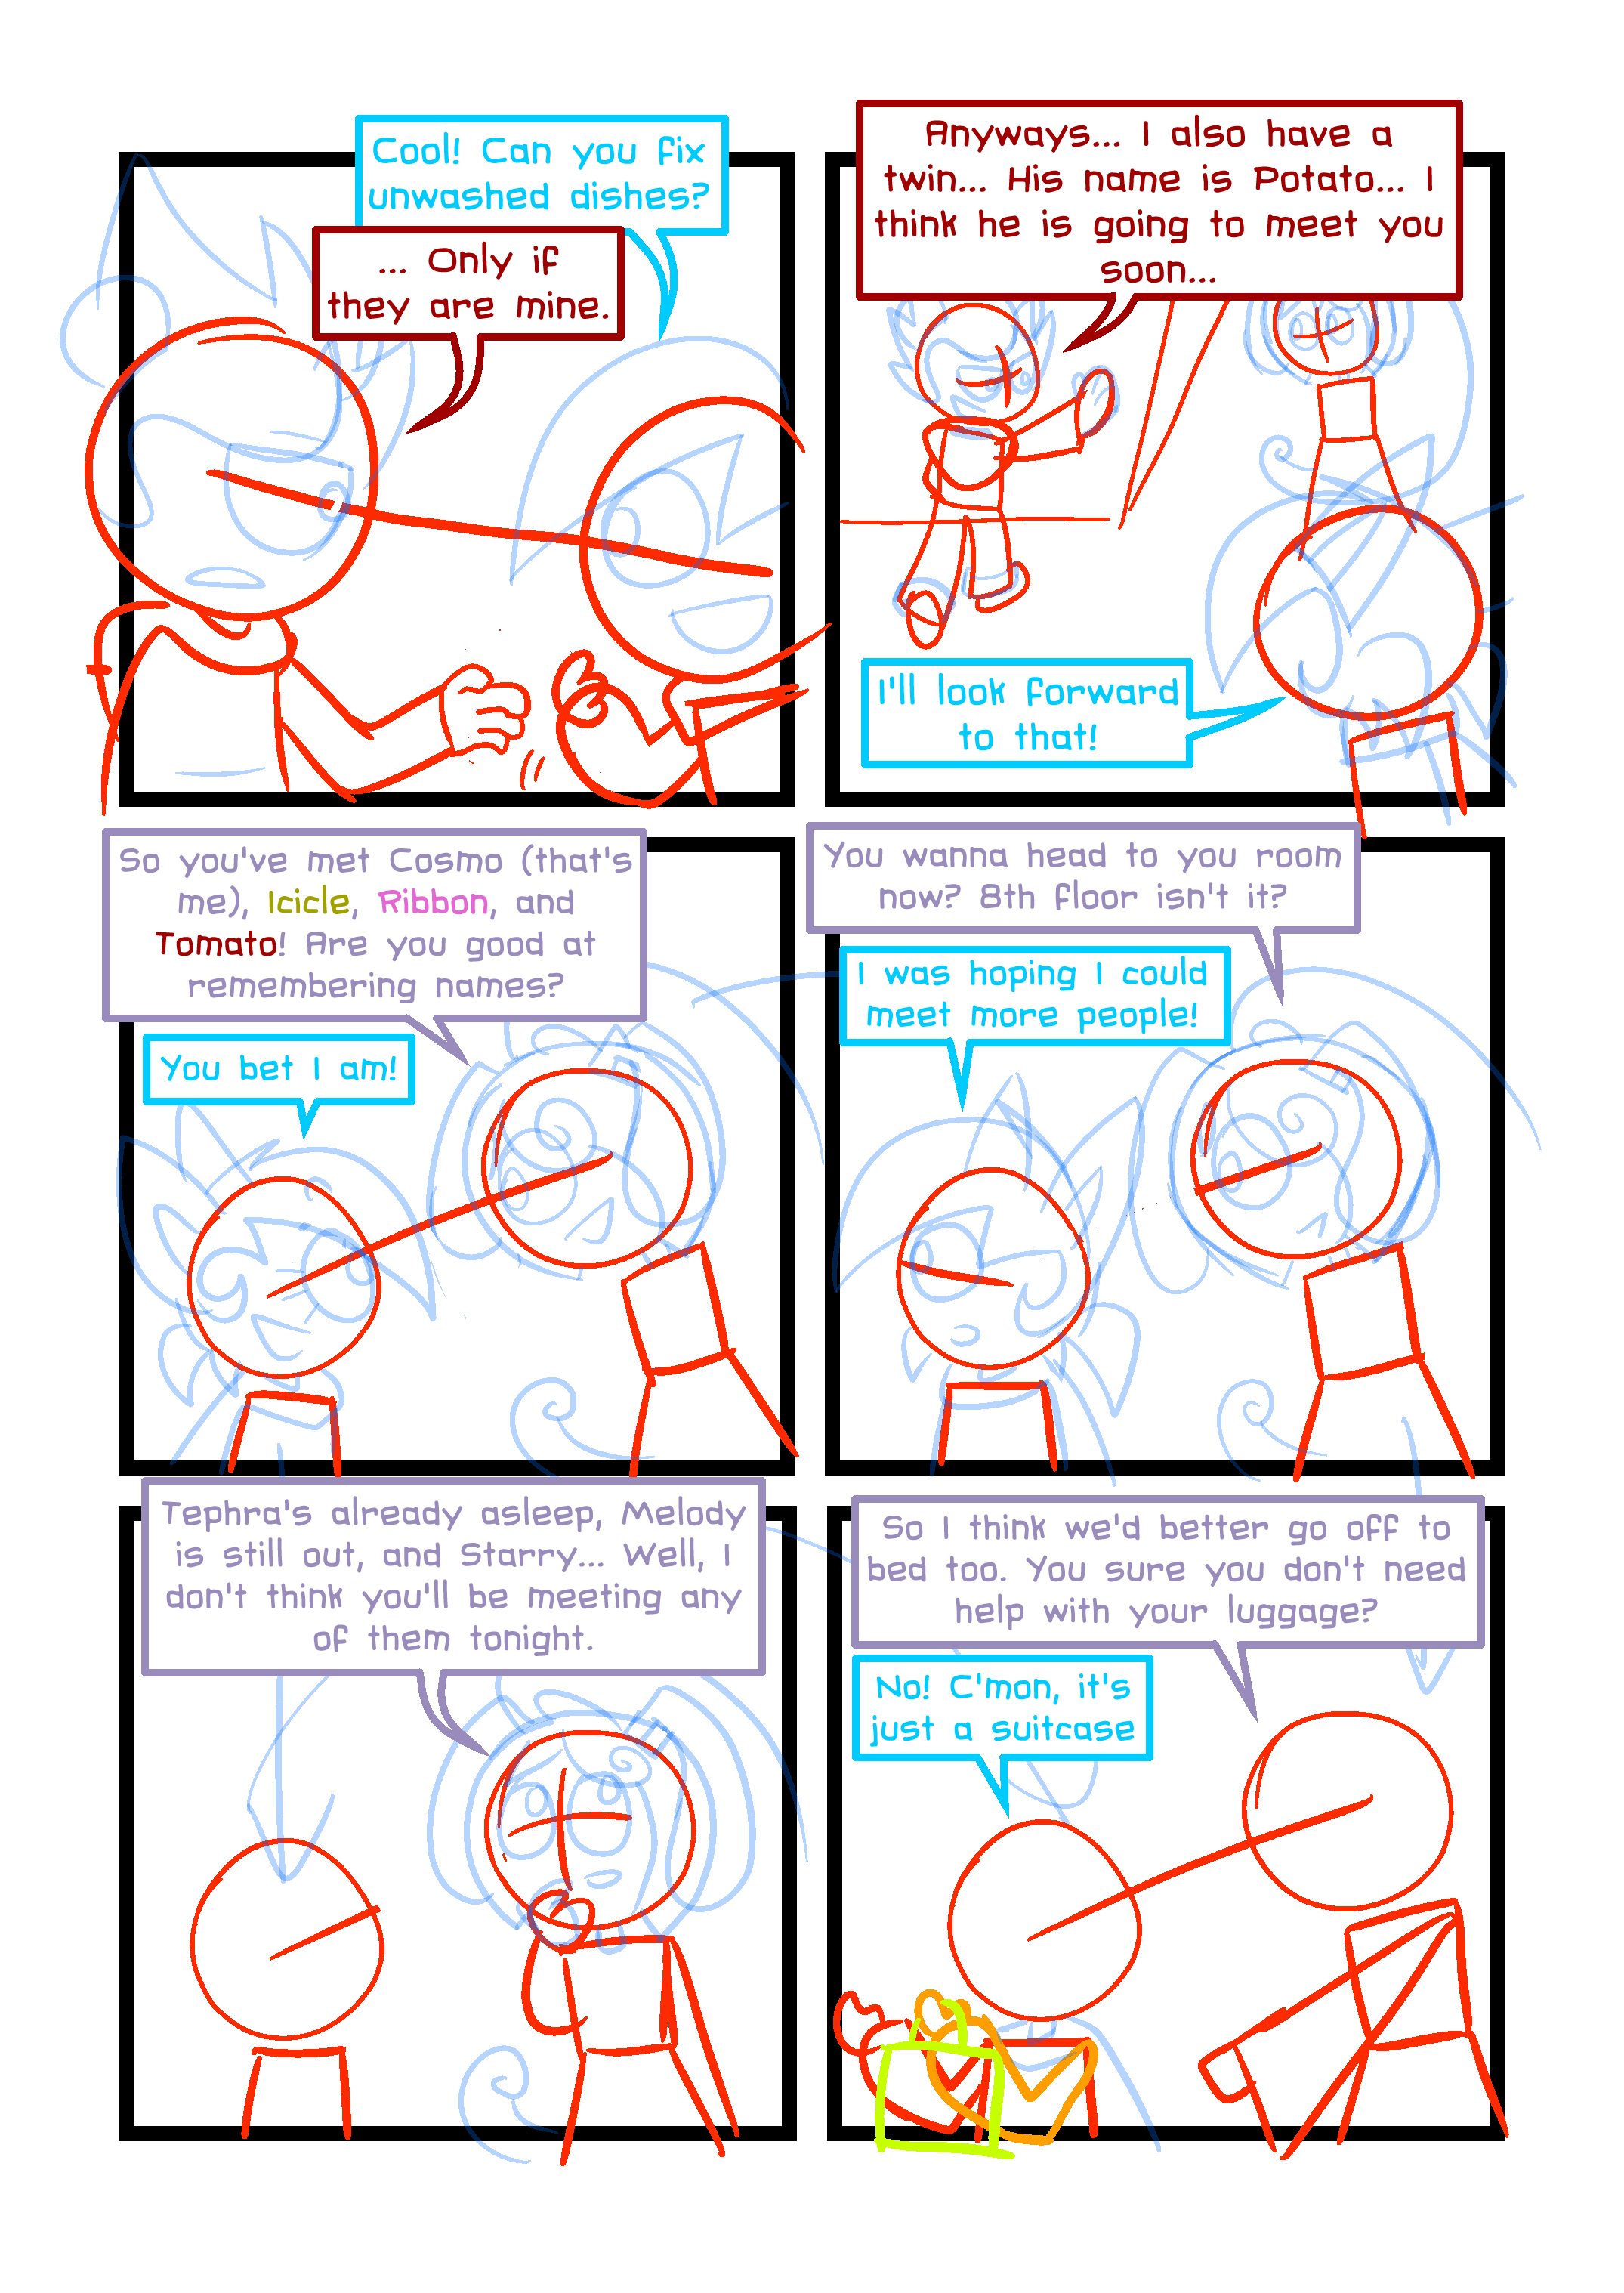 Cool! Can you fix
unwashed dishes?
... Only if
they are mine.
Anyways... I also have a
twin... His name is Potato... I
think he is going to meet you
soon...
I'll look forward
to that!
So you've met Cosmo (that's
me), Icicle, Ribbon, and
Tomato! Are you good at
remembering names?
You bet I am!
You wanna head to you room
now? 8th floor isn't it?
I was hoping I could
meet more people!
Tephra's already asleep, Melody
is still out, and Starry... Well, I
don't think you'll be meeting any
of them tonight.
So I think we'd better go off to
bed too. You sure you don't need
help with your luggage?
No! C'mon, it's
just a suitcase